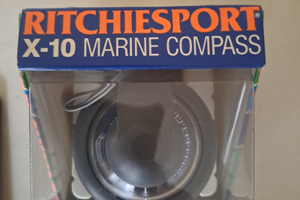 RITCHIESPORT®
X-10 MARINE COMPASS